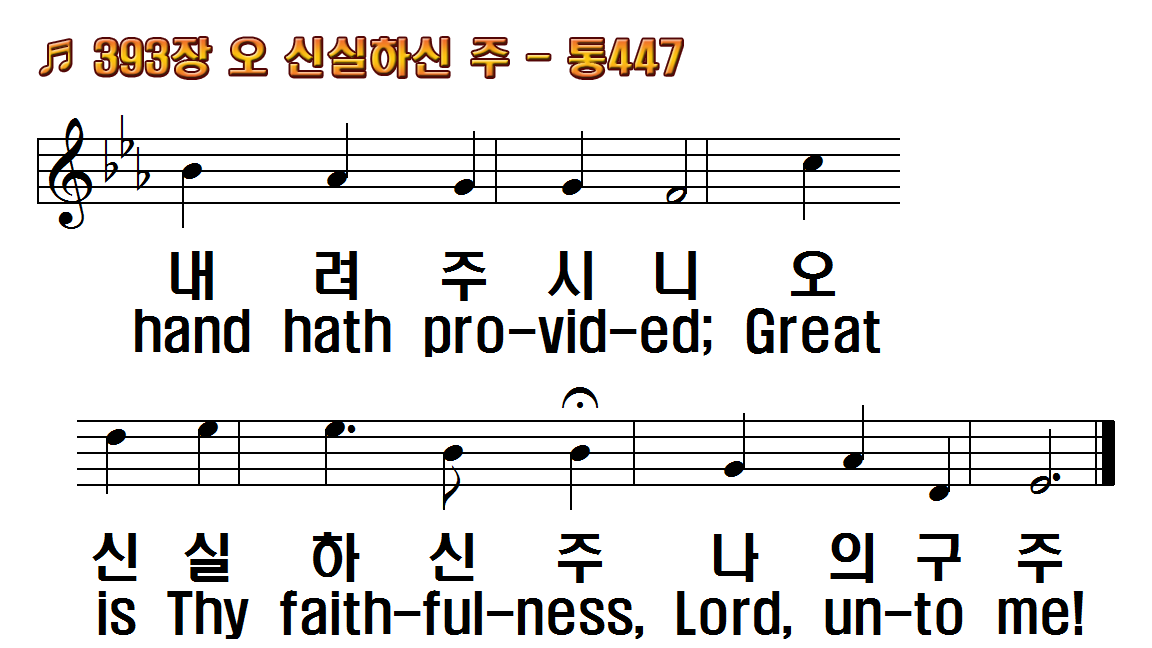 ♬ 393장 오 신실하신 주 - 통447
내 려 주 시 니 오
hand hath pro-vid-ed; Great
신 실 하 신 주 나 의 구 주
is Thy faith-ful-ness, Lord, un-to me!